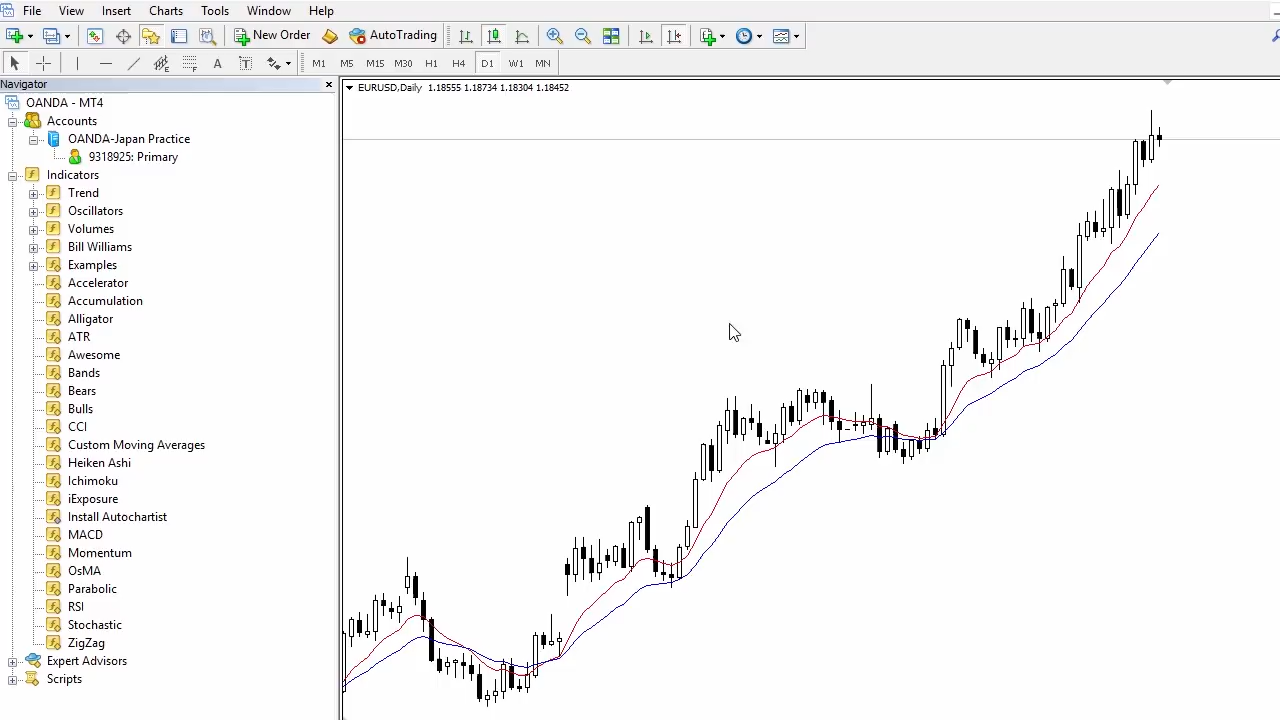 File View Insert Charts Tools Window Help
New Order AutoTrading
A T M1 M5 M15 M30 H1 H4 D1 W1 MN
Navigator
OANDA - MT4
Accounts
OANDA-Japan Practice
9318925: Primary
Indicators
Trend
Oscillators
Volumes
Bill Williams
Examples
Accelerator
Accumulation
Alligator
ATR
Awesome
Bands
Bears
Bulls
CCI
Custom Moving Averages
Heiken Ashi
Ichimoku
iExposure
Install Autochartist
MACD
Momentum
OsMA
Parabolic
RSI
Stochastic
ZigZag
Expert Advisors
Scripts
EURUSD,Daily 1.18555 1.18734 1.18304 1.18452